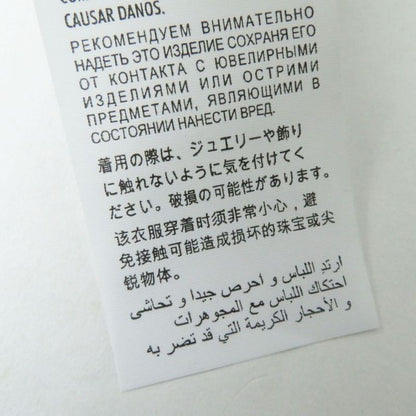 CAUSAR DANOS.
РЕКОМЕНДУЕМ ВНИМАТЕЛЬНО
НАДЕТЬ ЭТО ИЗДЕЛИЕ СОХРАНЯ ЕГО
ОТ КОНТАКТА С ЮВЕЛИРНЫМИ
ИЗДЕЛИЯМИ ИЛИ ОСТРИМИ
ПРЕДМЕТАМИ, ЯВЛЯЮЩИМИ В
СОСТОЯНИИ НАНЕСТИ ВРЕД.
着用の際は、ジュエリーや飾り
に触れないように気を付けてく
ださい。破損の可能性があります。
该衣服穿着时须非常小心，避
免接触可能造成损坏的珠宝或尖
锐物体。
ارتدِ اللباس و احرص جيدا و تحاشى
احتكاك اللباس مع المجوهرات
و الأحجار الكريمة التي قد تضر به